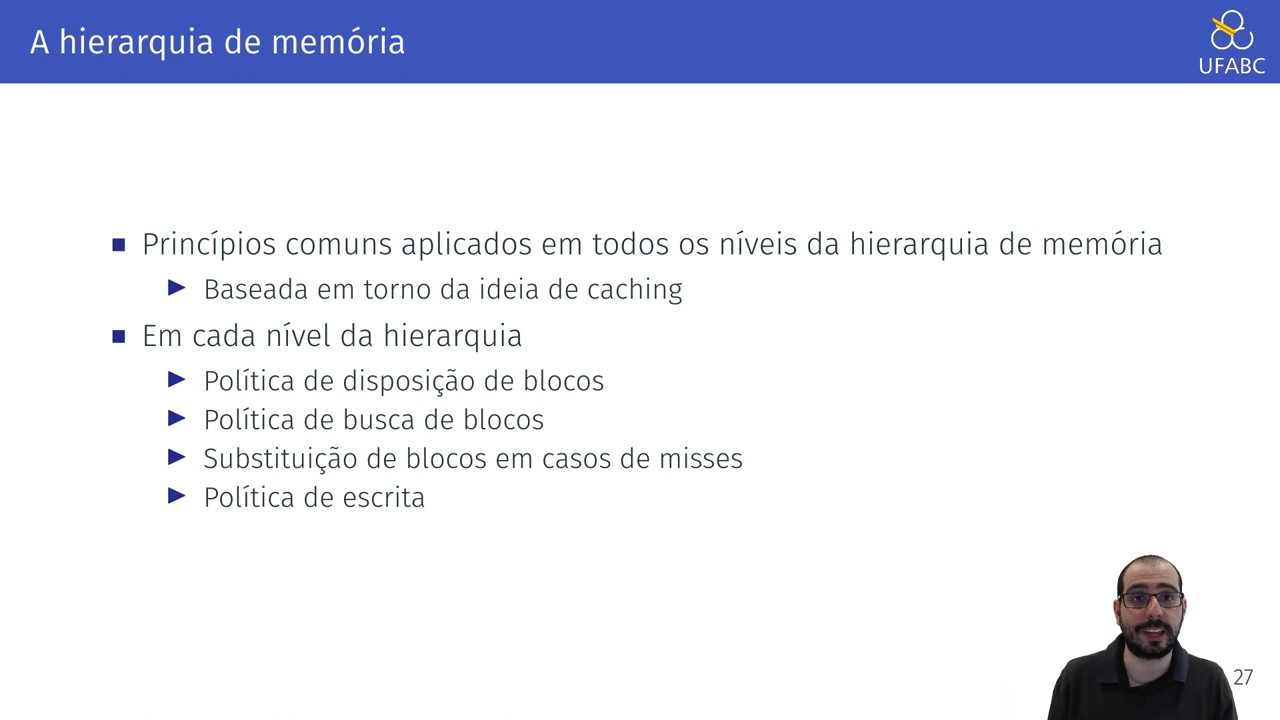 A hierarquia de memória
UFABC
Princípios comuns aplicados em todos os níveis da hierarquia de memória
Baseada em torno da ideia de caching
Em cada nível da hierarquia
Política de disposição de blocos
Política de busca de blocos
Substituição de blocos em casos de misses
Política de escrita
27